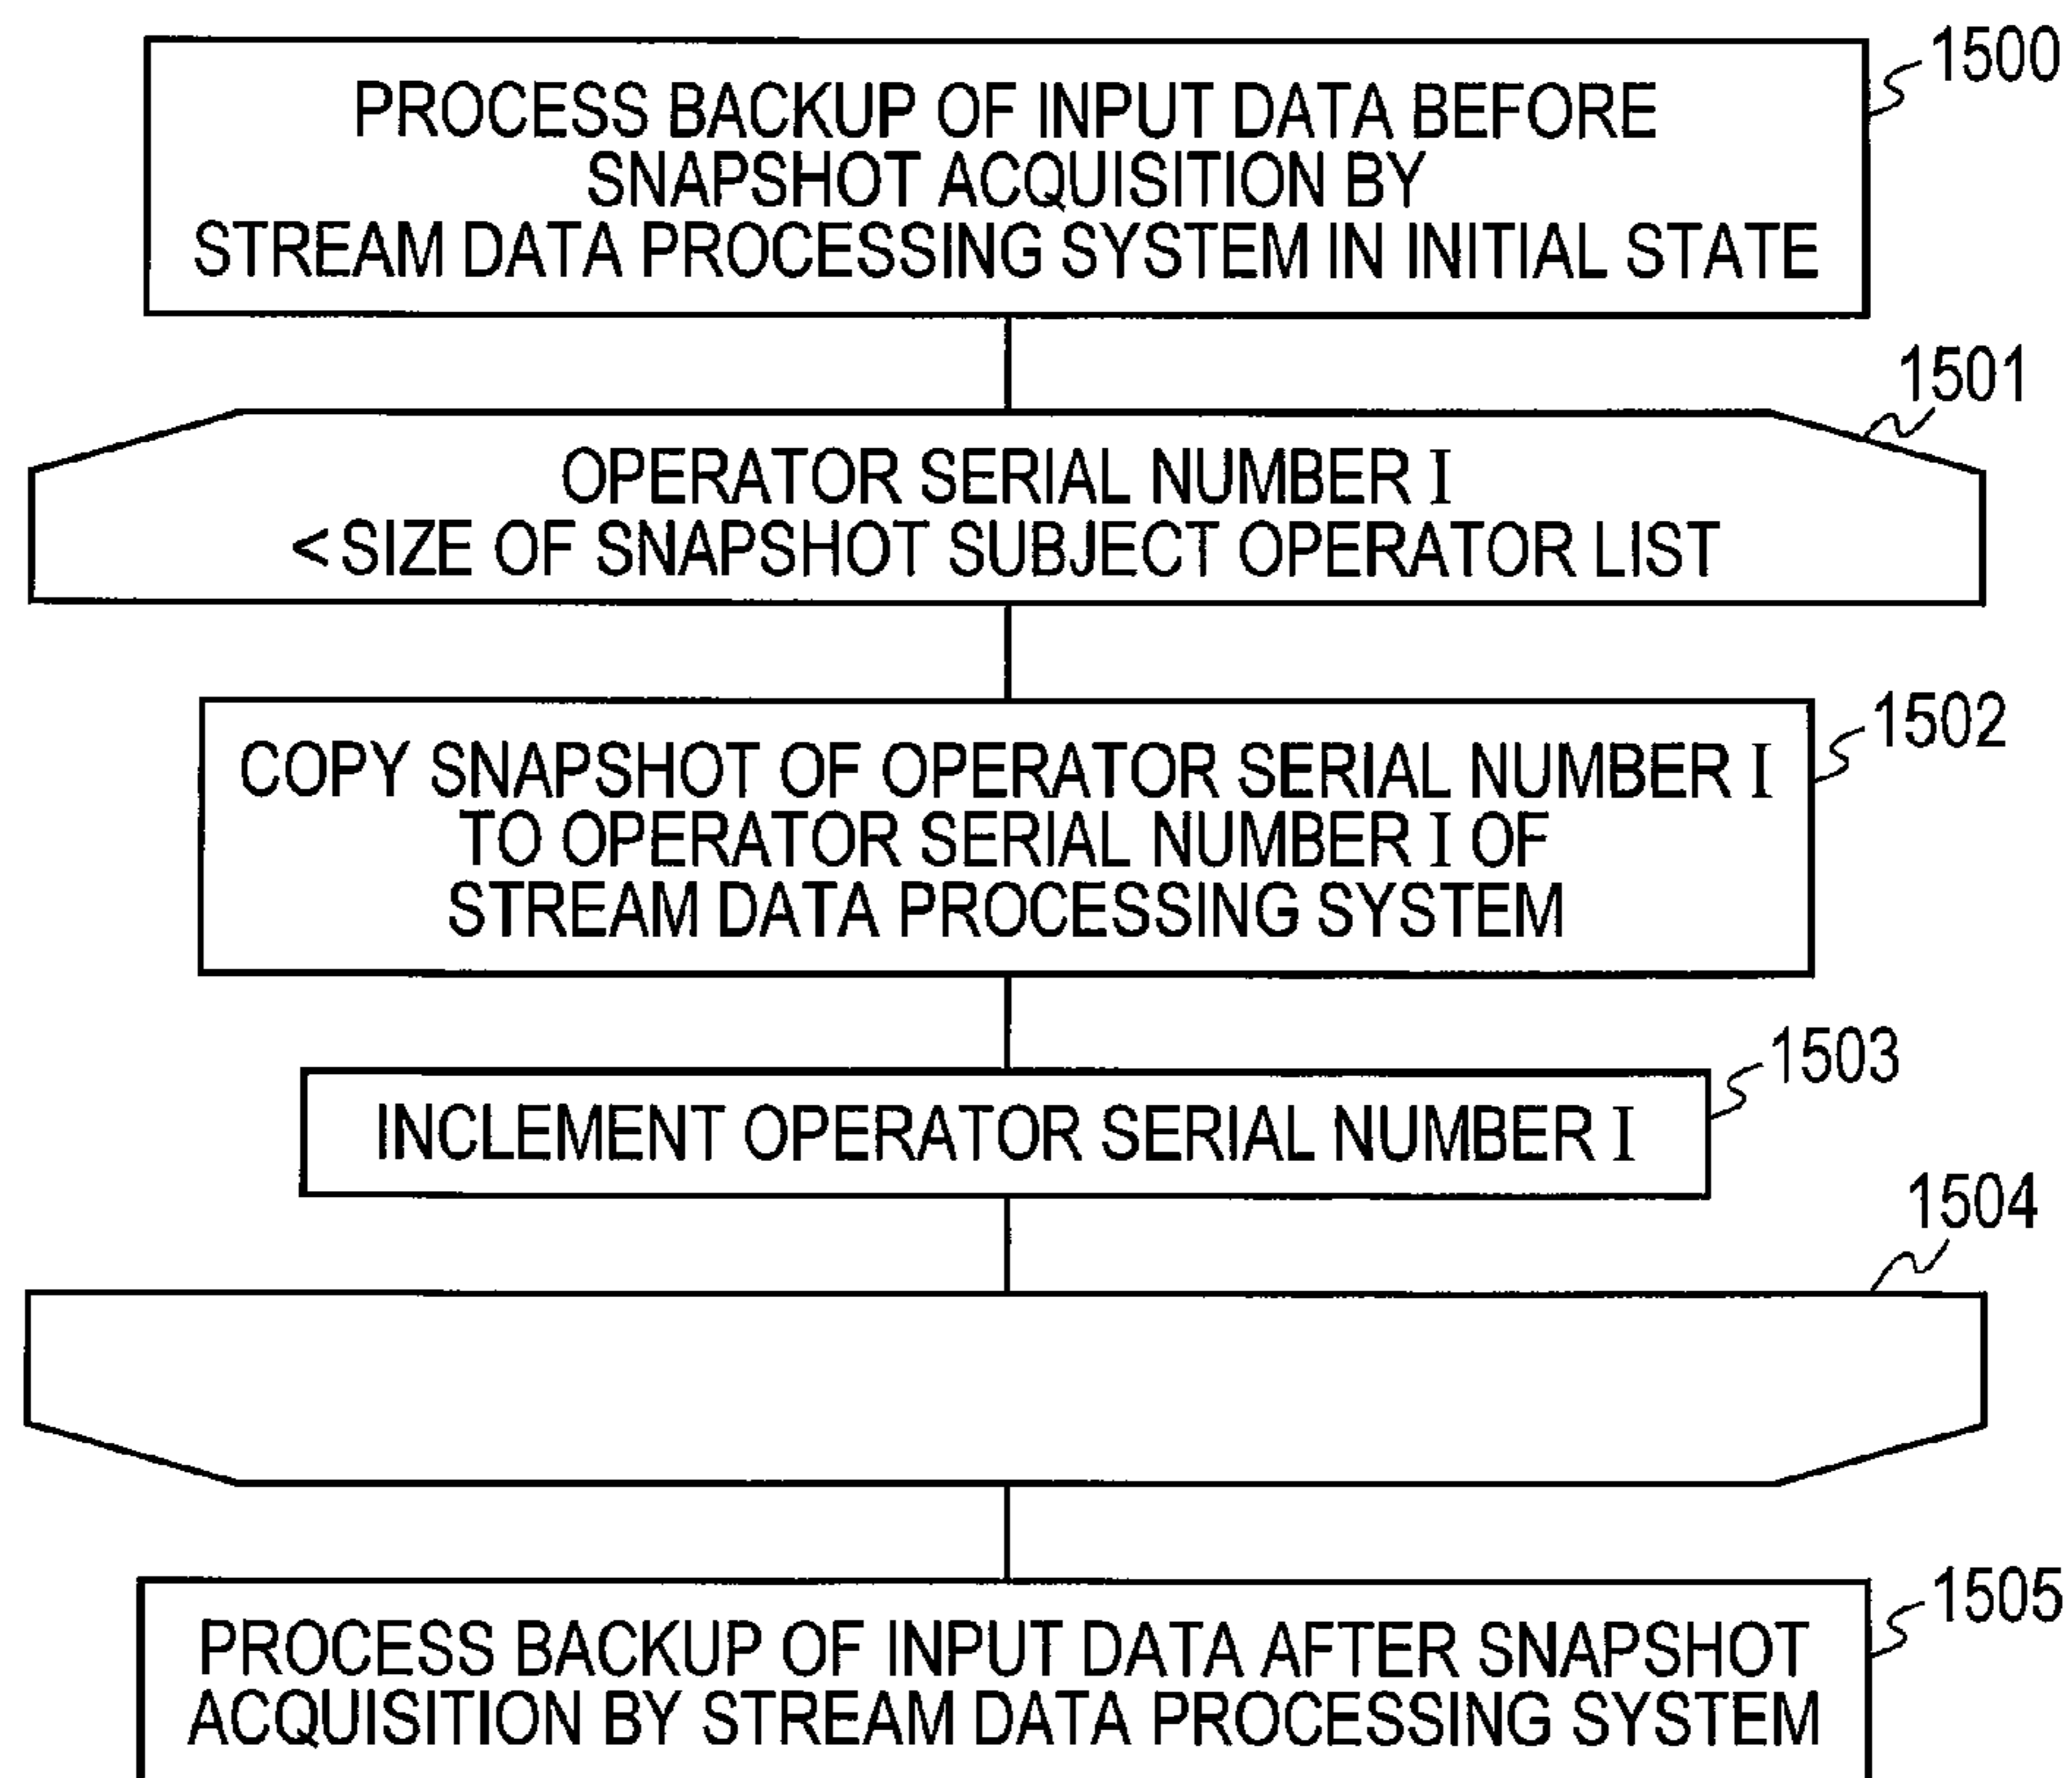 1500
PROCESS BACKUP OF INPUT DATA BEFORE
SNAPSHOT ACQUISITION BY
STREAM DATA PROCESSING SYSTEM IN INITIAL STATE
1501
OPERATOR SERIAL NUMBER I
< SIZE OF SNAPSHOT SUBJECT OPERATOR LIST
1502
COPY SNAPSHOT OF OPERATOR SERIAL NUMBER I
TO OPERATOR SERIAL NUMBER I OF
STREAM DATA PROCESSING SYSTEM
1503
INCLEMENT OPERATOR SERIAL NUMBER I
1504
1505
PROCESS BACKUP OF INPUT DATA AFTER SNAPSHOT
ACQUISITION BY STREAM DATA PROCESSING SYSTEM